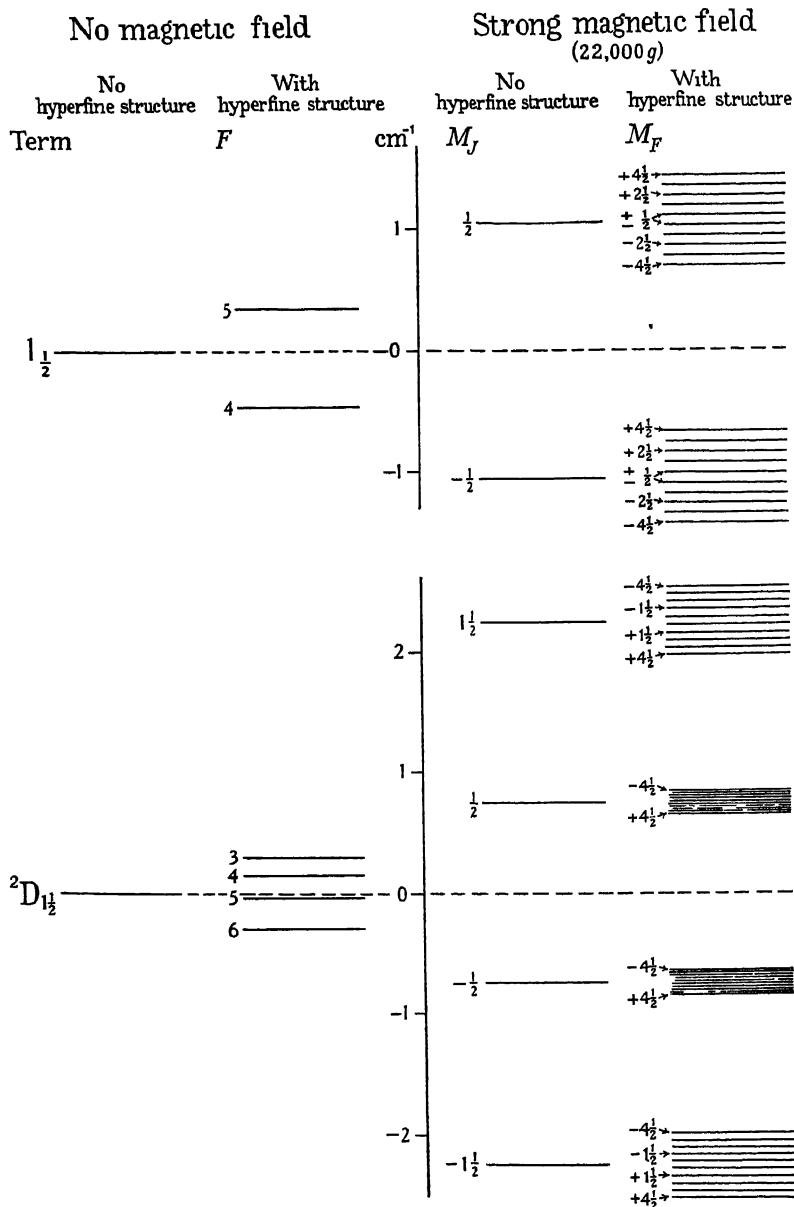 No magnetic field
Strong magnetic field
(22,000 g)
No
hyperfine structure
With
hyperfine structure
No
hyperfine structure
With
hyperfine structure
Term
F
cm⁻¹
M_J
M_F
+4½
+2½
+ ½
− ½
−2½
−4½
1
½
5
1½
0
4
+4½
+2½
+ ½
− ½
−2½
−4½
−1
−½
−4½
−1½
+1½
+4½
1½
2
1
½
−4½
+4½
3
4
²D1½
0
5
6
−4½
+4½
−½
−1
−2
−4½
−1½
+1½
+4½
−1½